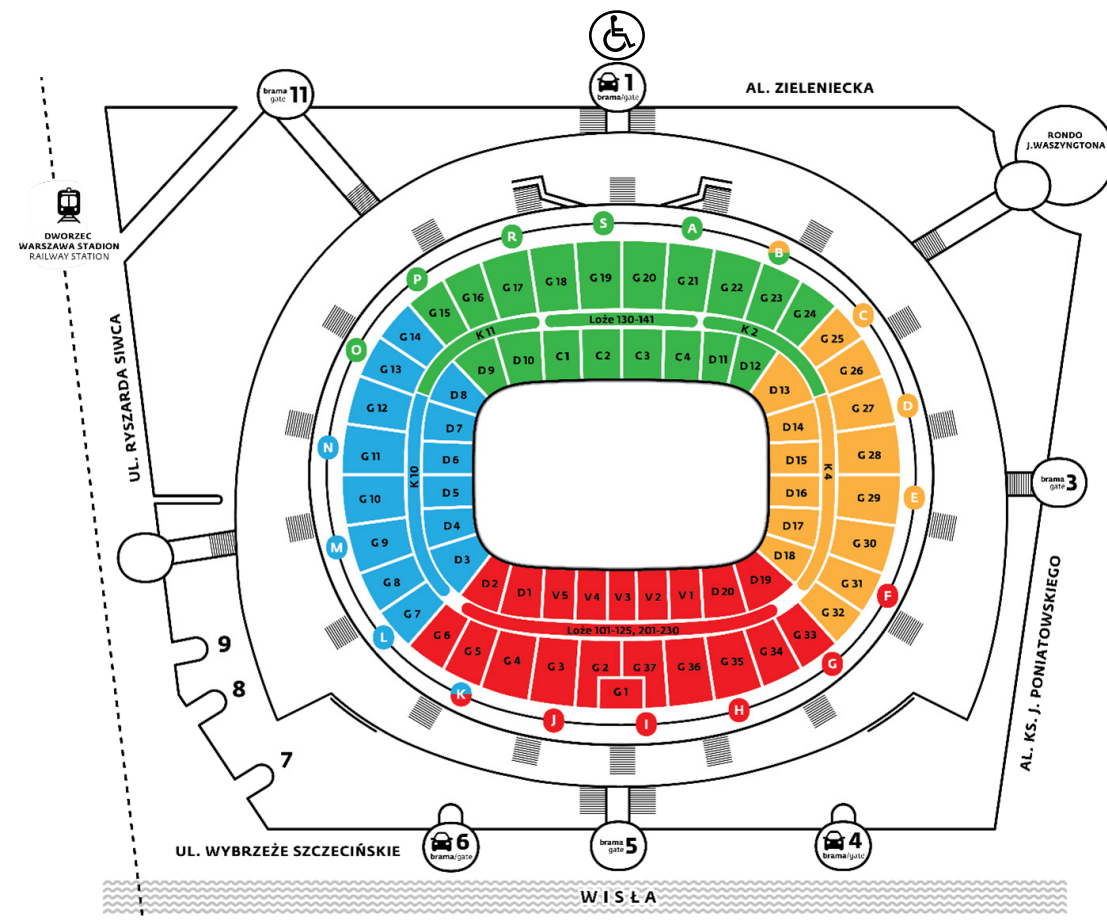 brama
gate 11
1
brama/gate
AL. ZIELENIECKA
RONDO
J.WASZYNGTONA
DWORZEC
WARSZAWA STADION
RAILWAY STATION
UL. RYSZARDA SIWCA
P
R
S
A
B
C
O
N
M
L
K
J
I
H
G
F
E
D
G 14
G 15
G 16
G 17
G 18
G 19
G 20
G 21
G 22
G 23
G 24
G 25
G 13
G 26
G 12
G 27
G 11
G 28
G 10
G 29
G 9
G 30
G 8
G 31
G 7
G 32
K 11
Loże 130-141
K 2
K 10
K 4
D 9
D 10
C 1
C 2
C 3
C 4
D 11
D 12
D 8
D 13
D 7
D 14
D 6
D 15
D 5
D 16
D 4
D 17
D 3
D 18
D 2
D 1
V 5
V 4
V 3
V 2
V 1
D 20
D 19
Loże 101-125, 201-230
G 6
G 5
G 4
G 3
G 2
G 37
G 36
G 35
G 34
G 33
G 1
brama
gate 3
AL. KS. J. PONIATOWSKIEGO
9
8
7
6
brama/gate
brama
gate 5
4
brama/gate
UL. WYBRZEŻE SZCZECIŃSKIE
WISŁA